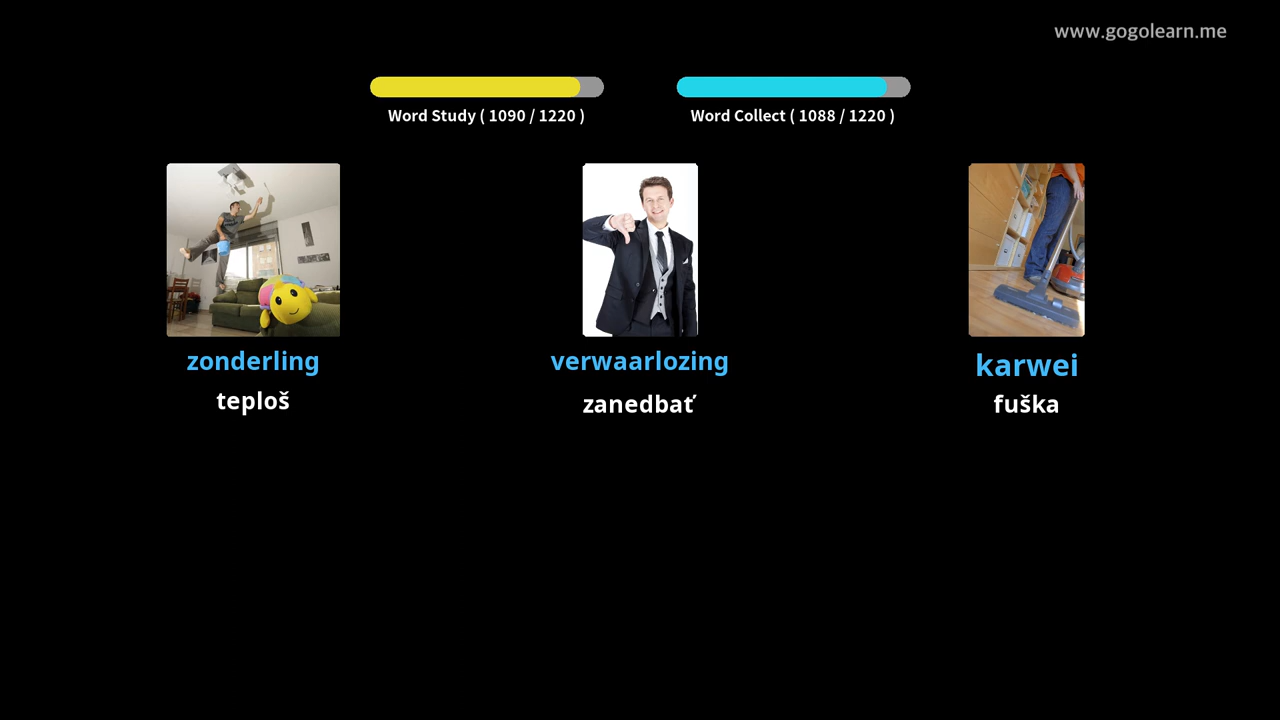 www.gogolearn.me
Word Study ( 1090 / 1220 )
Word Collect ( 1088 / 1220 )
zonderling
teploš
verwaarlozing
zanedbať
karwei
fuška